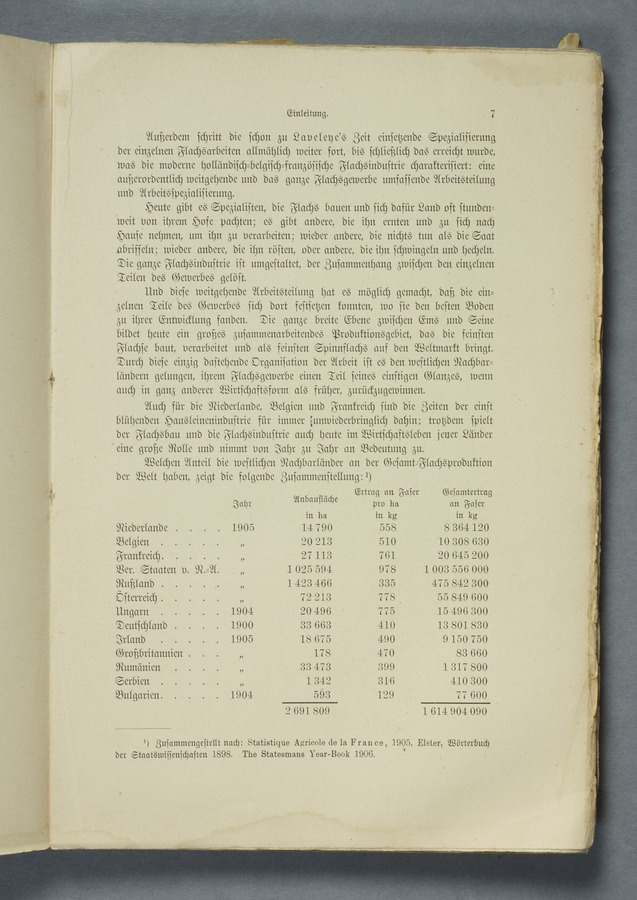 Einleitung. 7
Außerdem schritt die schon zu Laveleye's Zeit einsetzende Spezialisierung
der einzelnen Flachsarbeiten allmählich weiter fort, bis schließlich das erreicht wurde,
was die moderne holländisch-belgisch-französische Flachsindustrie charakterisiert: eine
außerordentlich weitgehende und das ganze Flachsgewerbe umfassende Arbeitsteilung
und Arbeitsspezialisierung.
Heute gibt es Spezialisten, die Flachs bauen und sich dafür Land oft stunden-
weit von ihrem Hofe pachten; es gibt andere, die ihn ernten und zu sich nach
Hause nehmen, um ihn zu verarbeiten; wieder andere, die nichts tun als die Saat
abriffeln; wieder andere, die ihn rösten, oder andere, die ihn schwingeln und hecheln.
Die ganze Flachsindustrie ist umgestaltet, der Zusammenhang zwischen den einzelnen
Teilen des Gewerbes gelöst.
Und diese weitgehende Arbeitsteilung hat es möglich gemacht, daß die ein-
zelnen Teile des Gewerbes sich dort festsetzen konnten, wo sie den besten Boden
zu ihrer Entwicklung fanden. Die ganze breite Ebene zwischen Ems und Seine
bildet heute ein großes zusammenarbeitendes Produktionsgebiet, das die feinsten
Flachse baut, verarbeitet und als feinsten Spinnflachs auf den Weltmarkt bringt.
Durch diese einzig dastehende Organisation der Arbeit ist es den westlichen Nachbar-
ländern gelungen, ihrem Flachsgewerbe einen Teil seines einstigen Glanzes, wenn
auch in ganz anderer Wirtschaftsform als früher, zurückzugewinnen.
Auch für die Niederlande, Belgien und Frankreich sind die Zeiten der einst
blühenden Hausleinenindustrie für immer unwiederbringlich dahin; trotzdem spielt
der Flachsbau und die Flachsindustrie auch heute im Wirtschaftsleben jener Länder
eine große Rolle und nimmt von Jahr zu Jahr an Bedeutung zu.
Welchen Anteil die westlichen Nachbarländer an der Gesamt-Flachsproduktion
der Welt haben, zeigt die folgende Zusammenstellung: ¹)
Jahr Anbaufläche Ertrag an Faser pro ha Gesamtertrag an Faser
in ha in kg in kg
Niederlande . . . . 1905 14 790 558 8 364 120
Belgien . . . . . „ 20 213 510 10 308 630
Frankreich . . . . . „ 27 113 761 20 645 200
Ver. Staaten v. N.-A. „ 1 025 594 978 1 003 556 000
Rußland . . . . . „ 1 423 466 335 475 842 300
Österreich . . . . . „ 72 213 778 55 849 600
Ungarn . . . . . 1904 20 496 775 15 496 300
Deutschland . . . . 1900 33 663 410 13 801 830
Irland . . . . . 1905 18 675 490 9 150 750
Großbritannien . . . „ 178 470 83 660
Rumänien . . . . „ 33 473 399 1 317 800
Serbien . . . . . „ 1 342 316 410 300
Bulgarien . . . . . 1904 593 129 77 600
2 691 809 1 614 904 090
¹) Zusammengestellt nach: Statistique Agricole de la France, 1905, Elster, Wörterbuch
der Staatswissenschaften 1898. The Statesmans Year-Book 1906.